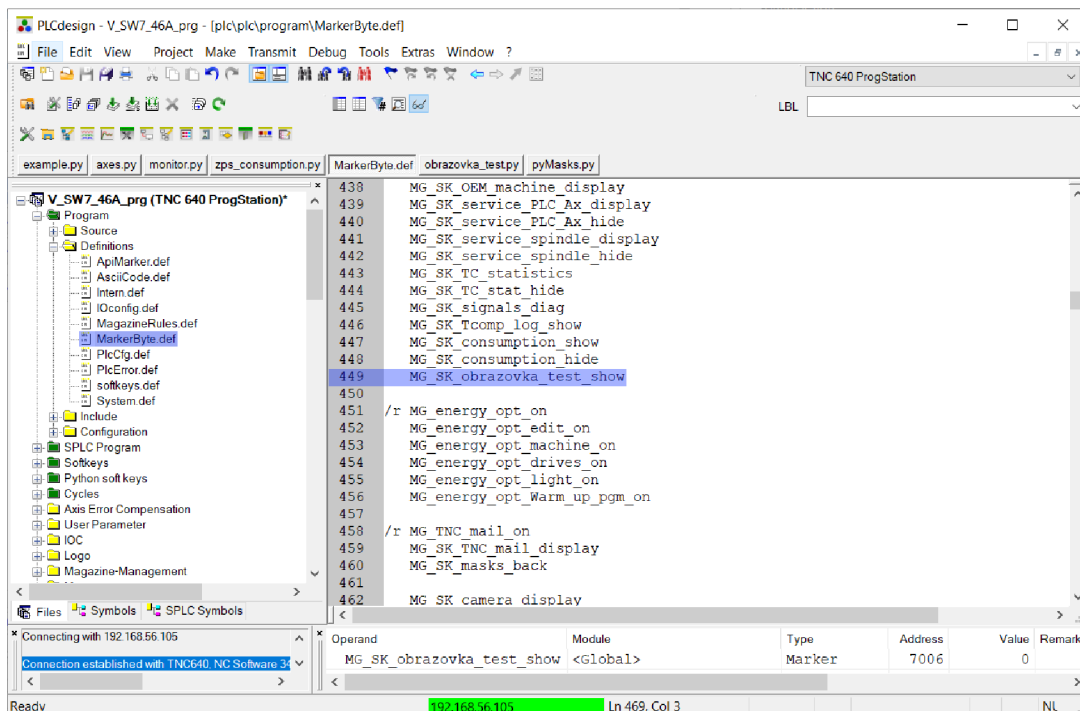 PLCdesign - V_SW7_46A_prg - [plc\plc\program\MarkerByte.def]
File Edit View Project Make Transmit Debug Tools Extras Window ?
TNC 640 ProgStation
LBL
example.py axes.py monitor.py zps_consumption.py MarkerByte.def obrazovka_test.py pyMasks.py
V_SW7_46A_prg (TNC 640 ProgStation)*
Program
Source
Definitions
ApiMarker.def
AsciiCode.def
Intern.def
IOconfig.def
MagazineRules.def
MarkerByte.def
PlcCfg.def
PlcError.def
softkeys.def
System.def
Include
Configuration
SPLC Program
Softkeys
Python soft keys
Cycles
Axis Error Compensation
User Parameter
IOC
Logo
Magazine-Management
Files Symbols SPLC Symbols
438 MG_SK_OEM_machine_display
439 MG_SK_service_PLC_Ax_display
440 MG_SK_service_PLC_Ax_hide
441 MG_SK_service_spindle_display
442 MG_SK_service_spindle_hide
443 MG_SK_TC_statistics
444 MG_SK_TC_stat_hide
445 MG_SK_signals_diag
446 MG_SK_Tcomp_log_show
447 MG_SK_consumption_show
448 MG_SK_consumption_hide
449 MG_SK_obrazovka_test_show
450
451 /r MG_energy_opt_on
452 MG_energy_opt_edit_on
453 MG_energy_opt_machine_on
454 MG_energy_opt_drives_on
455 MG_energy_opt_light_on
456 MG_energy_opt_Warm_up_pgm_on
457
458 /r MG_TNC_mail_on
459 MG_SK_TNC_mail_display
460 MG_SK_masks_back
461
462 MG_SK_camera_display
Connecting with 192.168.56.105
Connection established with TNC640, NC Software 34
Operand Module Type Address Value Remark
MG_SK_obrazovka_test_show <Global> Marker 7006 0
Ready 192.168.56.105 Ln 469, Col 3 NL